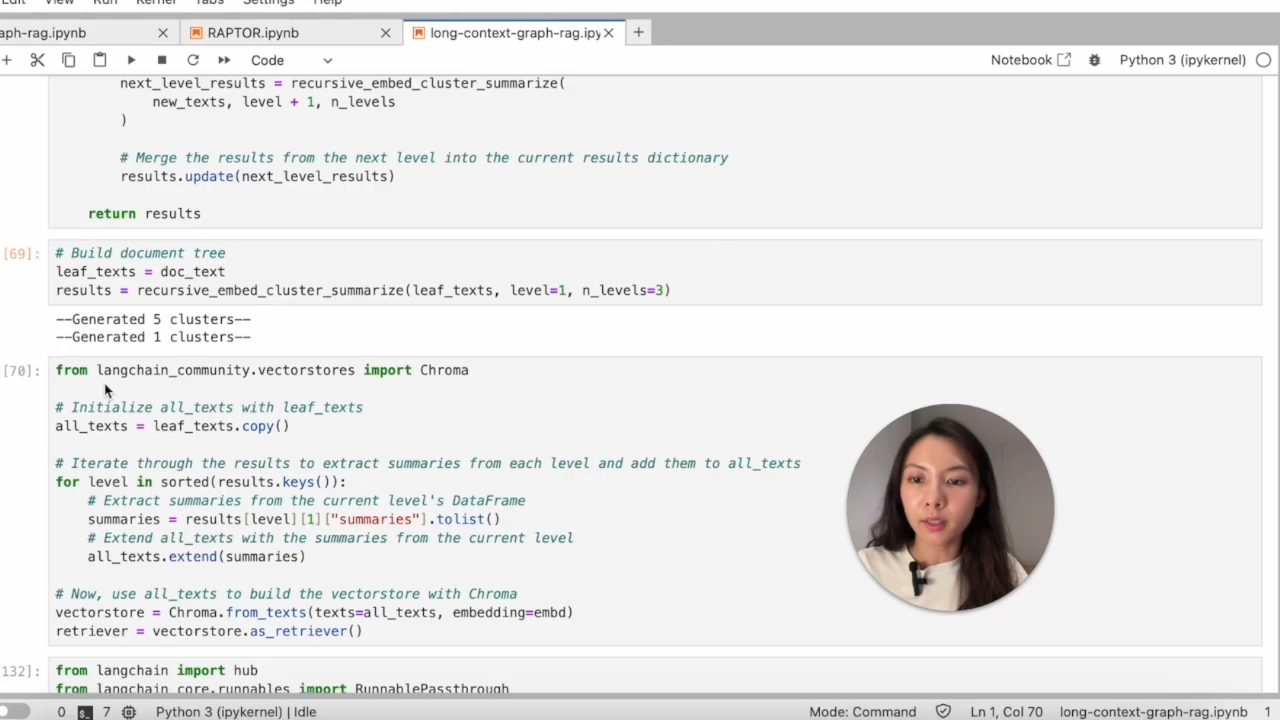 Edit View Run Kernel Tabs Settings Help
aph-rag.ipynb RAPTOR.ipynb long-context-graph-rag.ipy
Code Notebook Python 3 (ipykernel)
next_level_results = recursive_embed_cluster_summarize(
new_texts, level + 1, n_levels
)
# Merge the results from the next level into the current results dictionary
results.update(next_level_results)
return results
[69]: # Build document tree
leaf_texts = doc_text
results = recursive_embed_cluster_summarize(leaf_texts, level=1, n_levels=3)
--Generated 5 clusters--
--Generated 1 clusters--
[70]: from langchain_community.vectorstores import Chroma
# Initialize all_texts with leaf_texts
all_texts = leaf_texts.copy()
# Iterate through the results to extract summaries from each level and add them to all_texts
for level in sorted(results.keys()):
# Extract summaries from the current level's DataFrame
summaries = results[level][1]["summaries"].tolist()
# Extend all_texts with the summaries from the current level
all_texts.extend(summaries)
# Now, use all_texts to build the vectorstore with Chroma
vectorstore = Chroma.from_texts(texts=all_texts, embedding=embd)
retriever = vectorstore.as_retriever()
132]: from langchain import hub
from langchain_core.runnables import RunnablePassthrough
0 7 Python 3 (ipykernel) | Idle Mode: Command Ln 1, Col 70 long-context-graph-rag.ipynb 1